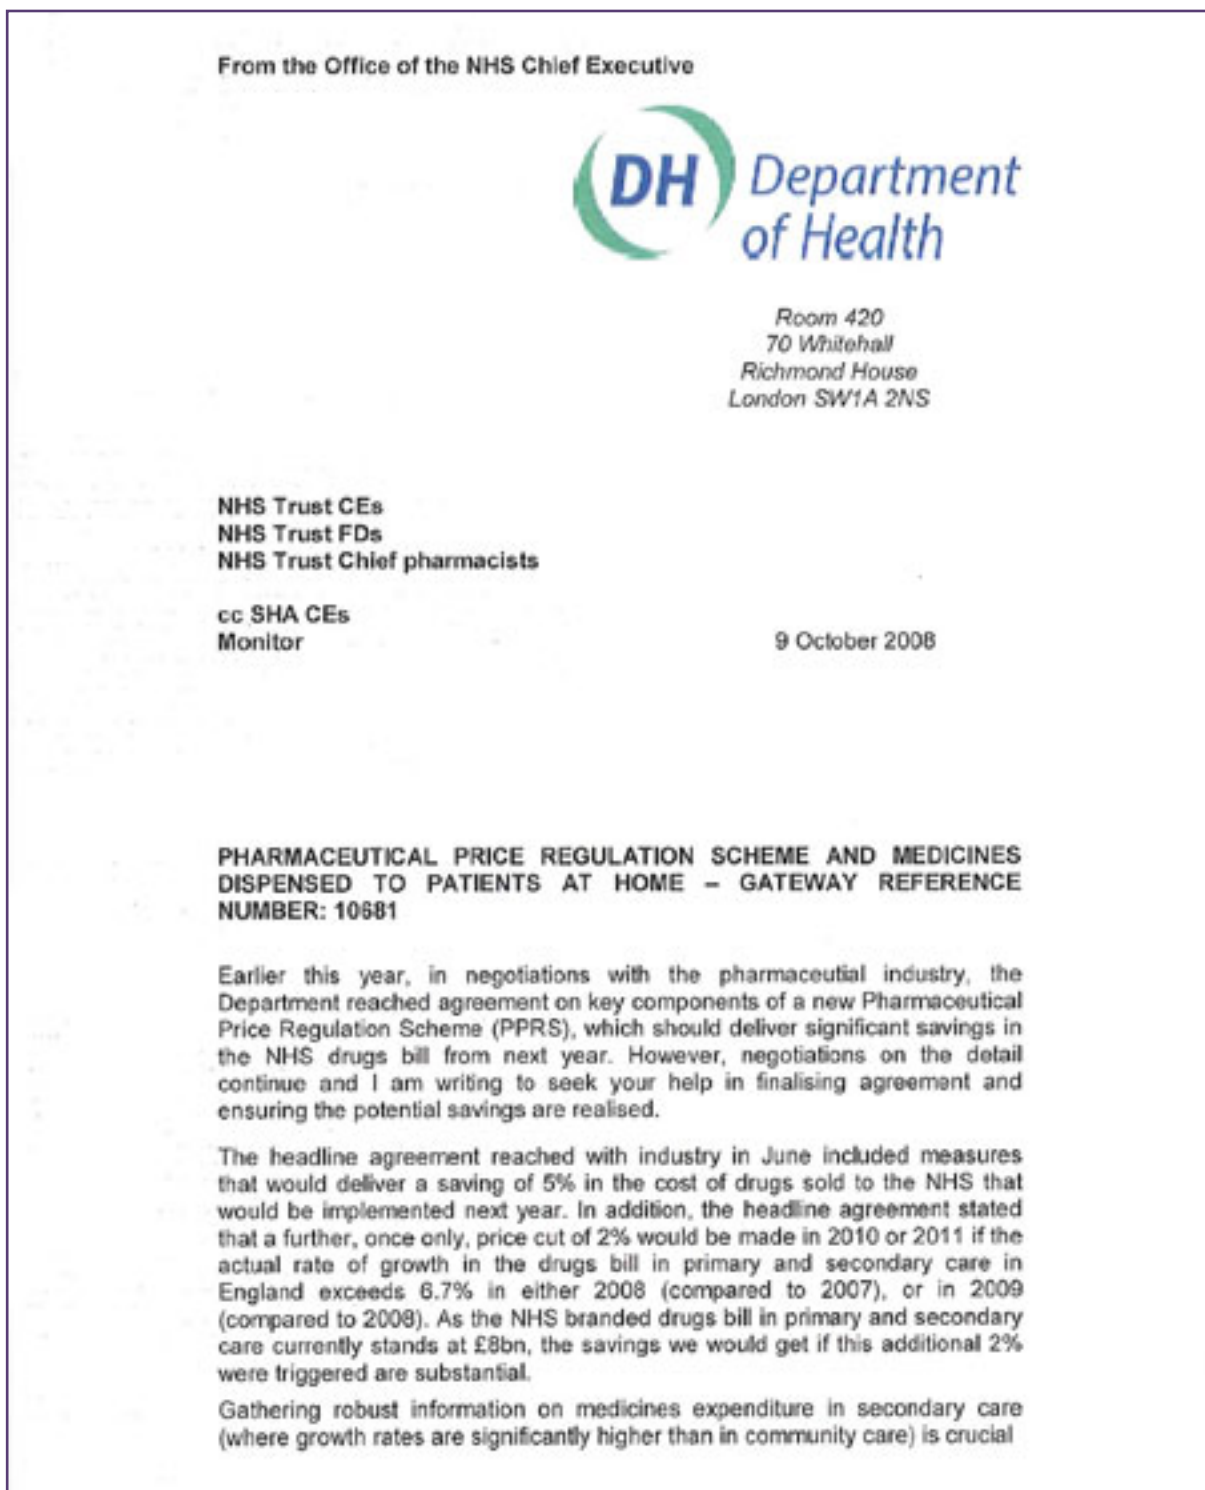 From the Office of the NHS Chief Executive
DH Department
of Health
Room 420
70 Whitehall
Richmond House
London SW1A 2NS
NHS Trust CEs
NHS Trust FDs
NHS Trust Chief pharmacists
cc SHA CEs
Monitor 9 October 2008
PHARMACEUTICAL PRICE REGULATION SCHEME AND MEDICINES
DISPENSED TO PATIENTS AT HOME – GATEWAY REFERENCE
NUMBER: 10681
Earlier this year, in negotiations with the pharmaceutial industry, the
Department reached agreement on key components of a new Pharmaceutical
Price Regulation Scheme (PPRS), which should deliver significant savings in
the NHS drugs bill from next year. However, negotiations on the detail
continue and I am writing to seek your help in finalising agreement and
ensuring the potential savings are realised.
The headline agreement reached with industry in June included measures
that would deliver a saving of 5% in the cost of drugs sold to the NHS that
would be implemented next year. In addition, the headline agreement stated
that a further, once only, price cut of 2% would be made in 2010 or 2011 if the
actual rate of growth in the drugs bill in primary and secondary care in
England exceeds 6.7% in either 2008 (compared to 2007), or in 2009
(compared to 2008). As the NHS branded drugs bill in primary and secondary
care currently stands at £8bn, the savings we would get if this additional 2%
were triggered are substantial.
Gathering robust information on medicines expenditure in secondary care
(where growth rates are significantly higher than in community care) is crucial